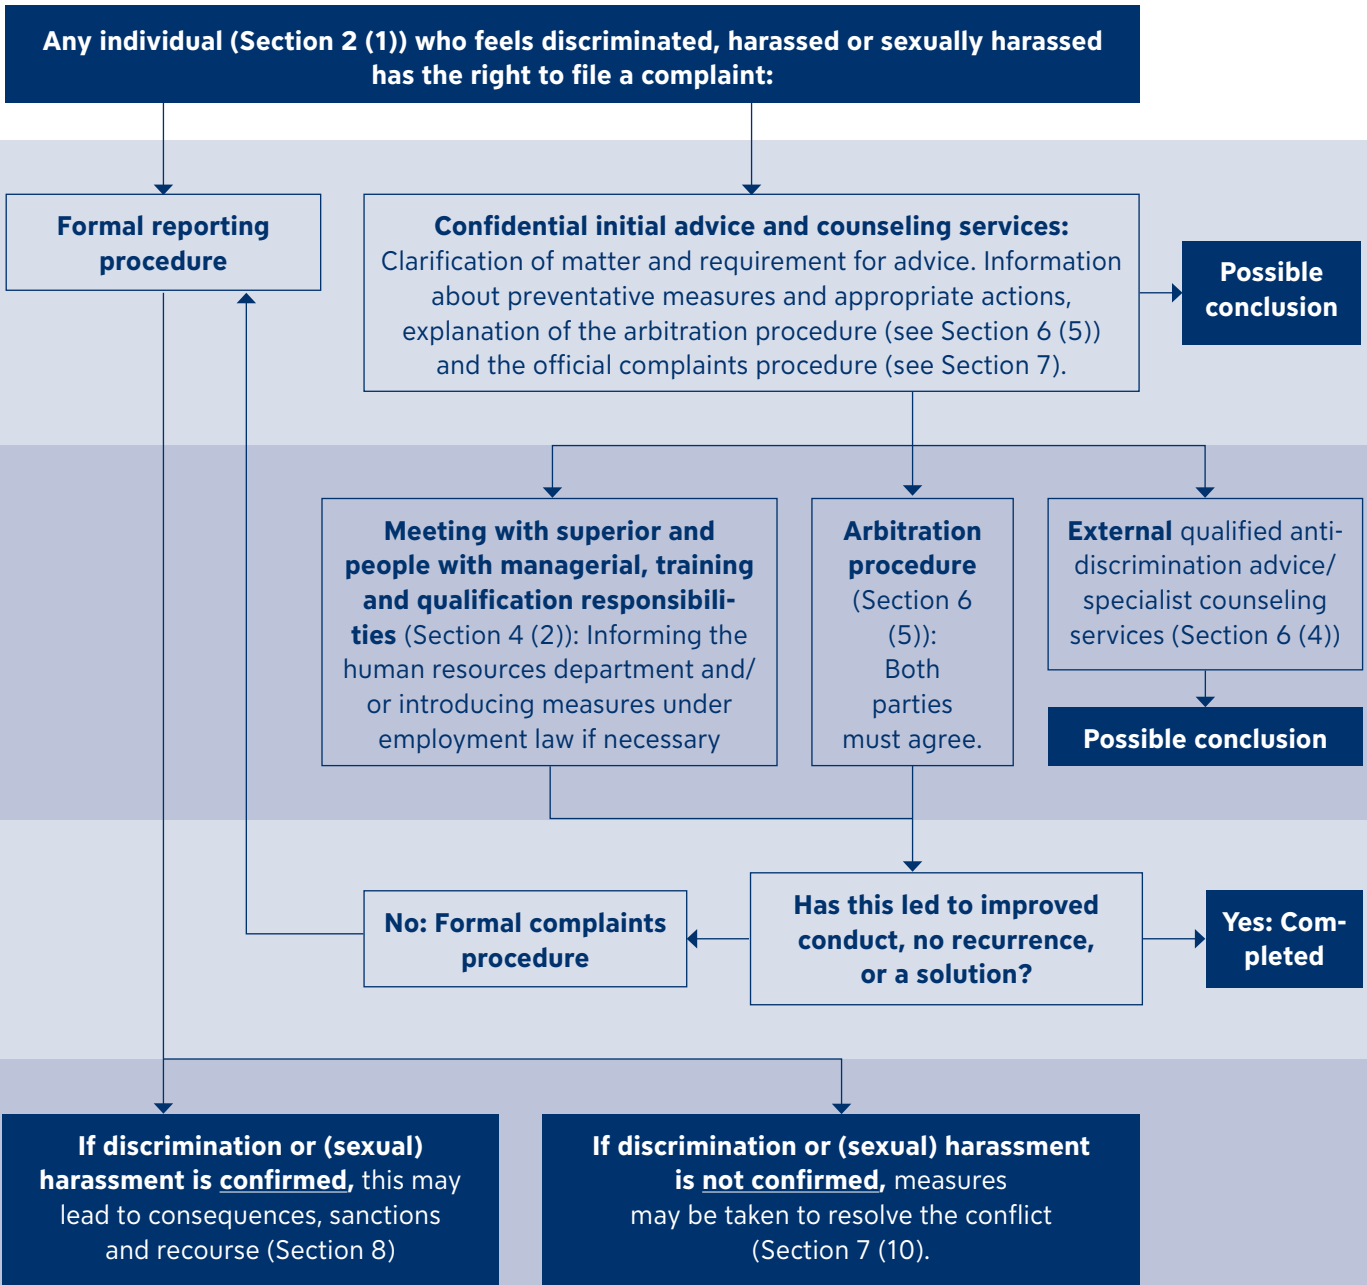 Any individual (Section 2 (1)) who feels discriminated, harassed or sexually harassed
has the right to file a complaint:
Formal reporting
procedure
Confidential initial advice and counseling services:
Clarification of matter and requirement for advice. Information
about preventative measures and appropriate actions,
explanation of the arbitration procedure (see Section 6 (5))
and the official complaints procedure (see Section 7).
Possible
conclusion
Meeting with superior and
people with managerial, training
and qualification responsibili-
ties (Section 4 (2)): Informing the
human resources department and/
or introducing measures under
employment law if necessary
Arbitration
procedure
(Section 6
(5)):
Both
parties
must agree.
External qualified anti-
discrimination advice/
specialist counseling
services (Section 6 (4))
Possible conclusion
No: Formal complaints
procedure
Has this led to improved
conduct, no recurrence,
or a solution?
Yes: Com-
pleted
If discrimination or (sexual)
harassment is confirmed, this may
lead to consequences, sanctions
and recourse (Section 8)
If discrimination or (sexual) harassment
is not confirmed, measures
may be taken to resolve the conflict
(Section 7 (10).